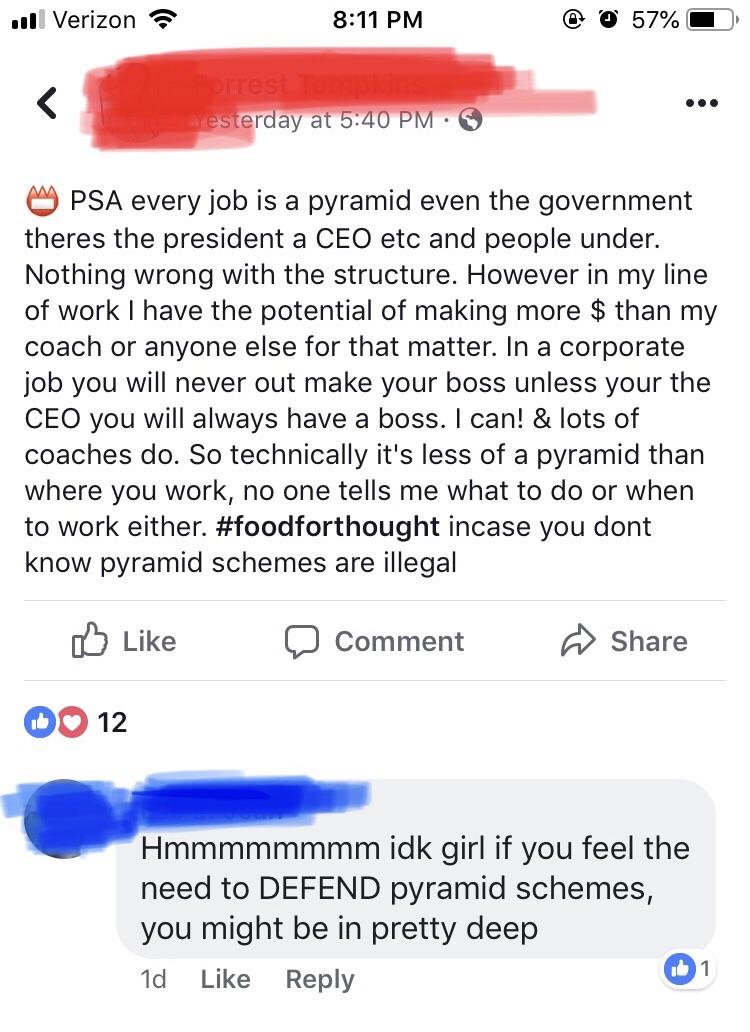 Verizon 8:11 PM 57%
Yesterday at 5:40 PM ·
📛 PSA every job is a pyramid even the government
theres the president a CEO etc and people under.
Nothing wrong with the structure. However in my line
of work I have the potential of making more $ than my
coach or anyone else for that matter. In a corporate
job you will never out make your boss unless your the
CEO you will always have a boss. I can! & lots of
coaches do. So technically it's less of a pyramid than
where you work, no one tells me what to do or when
to work either. #foodforthought incase you dont
know pyramid schemes are illegal
Like Comment Share
12
Hmmmmmmmm idk girl if you feel the
need to DEFEND pyramid schemes,
you might be in pretty deep
1d Like Reply 1